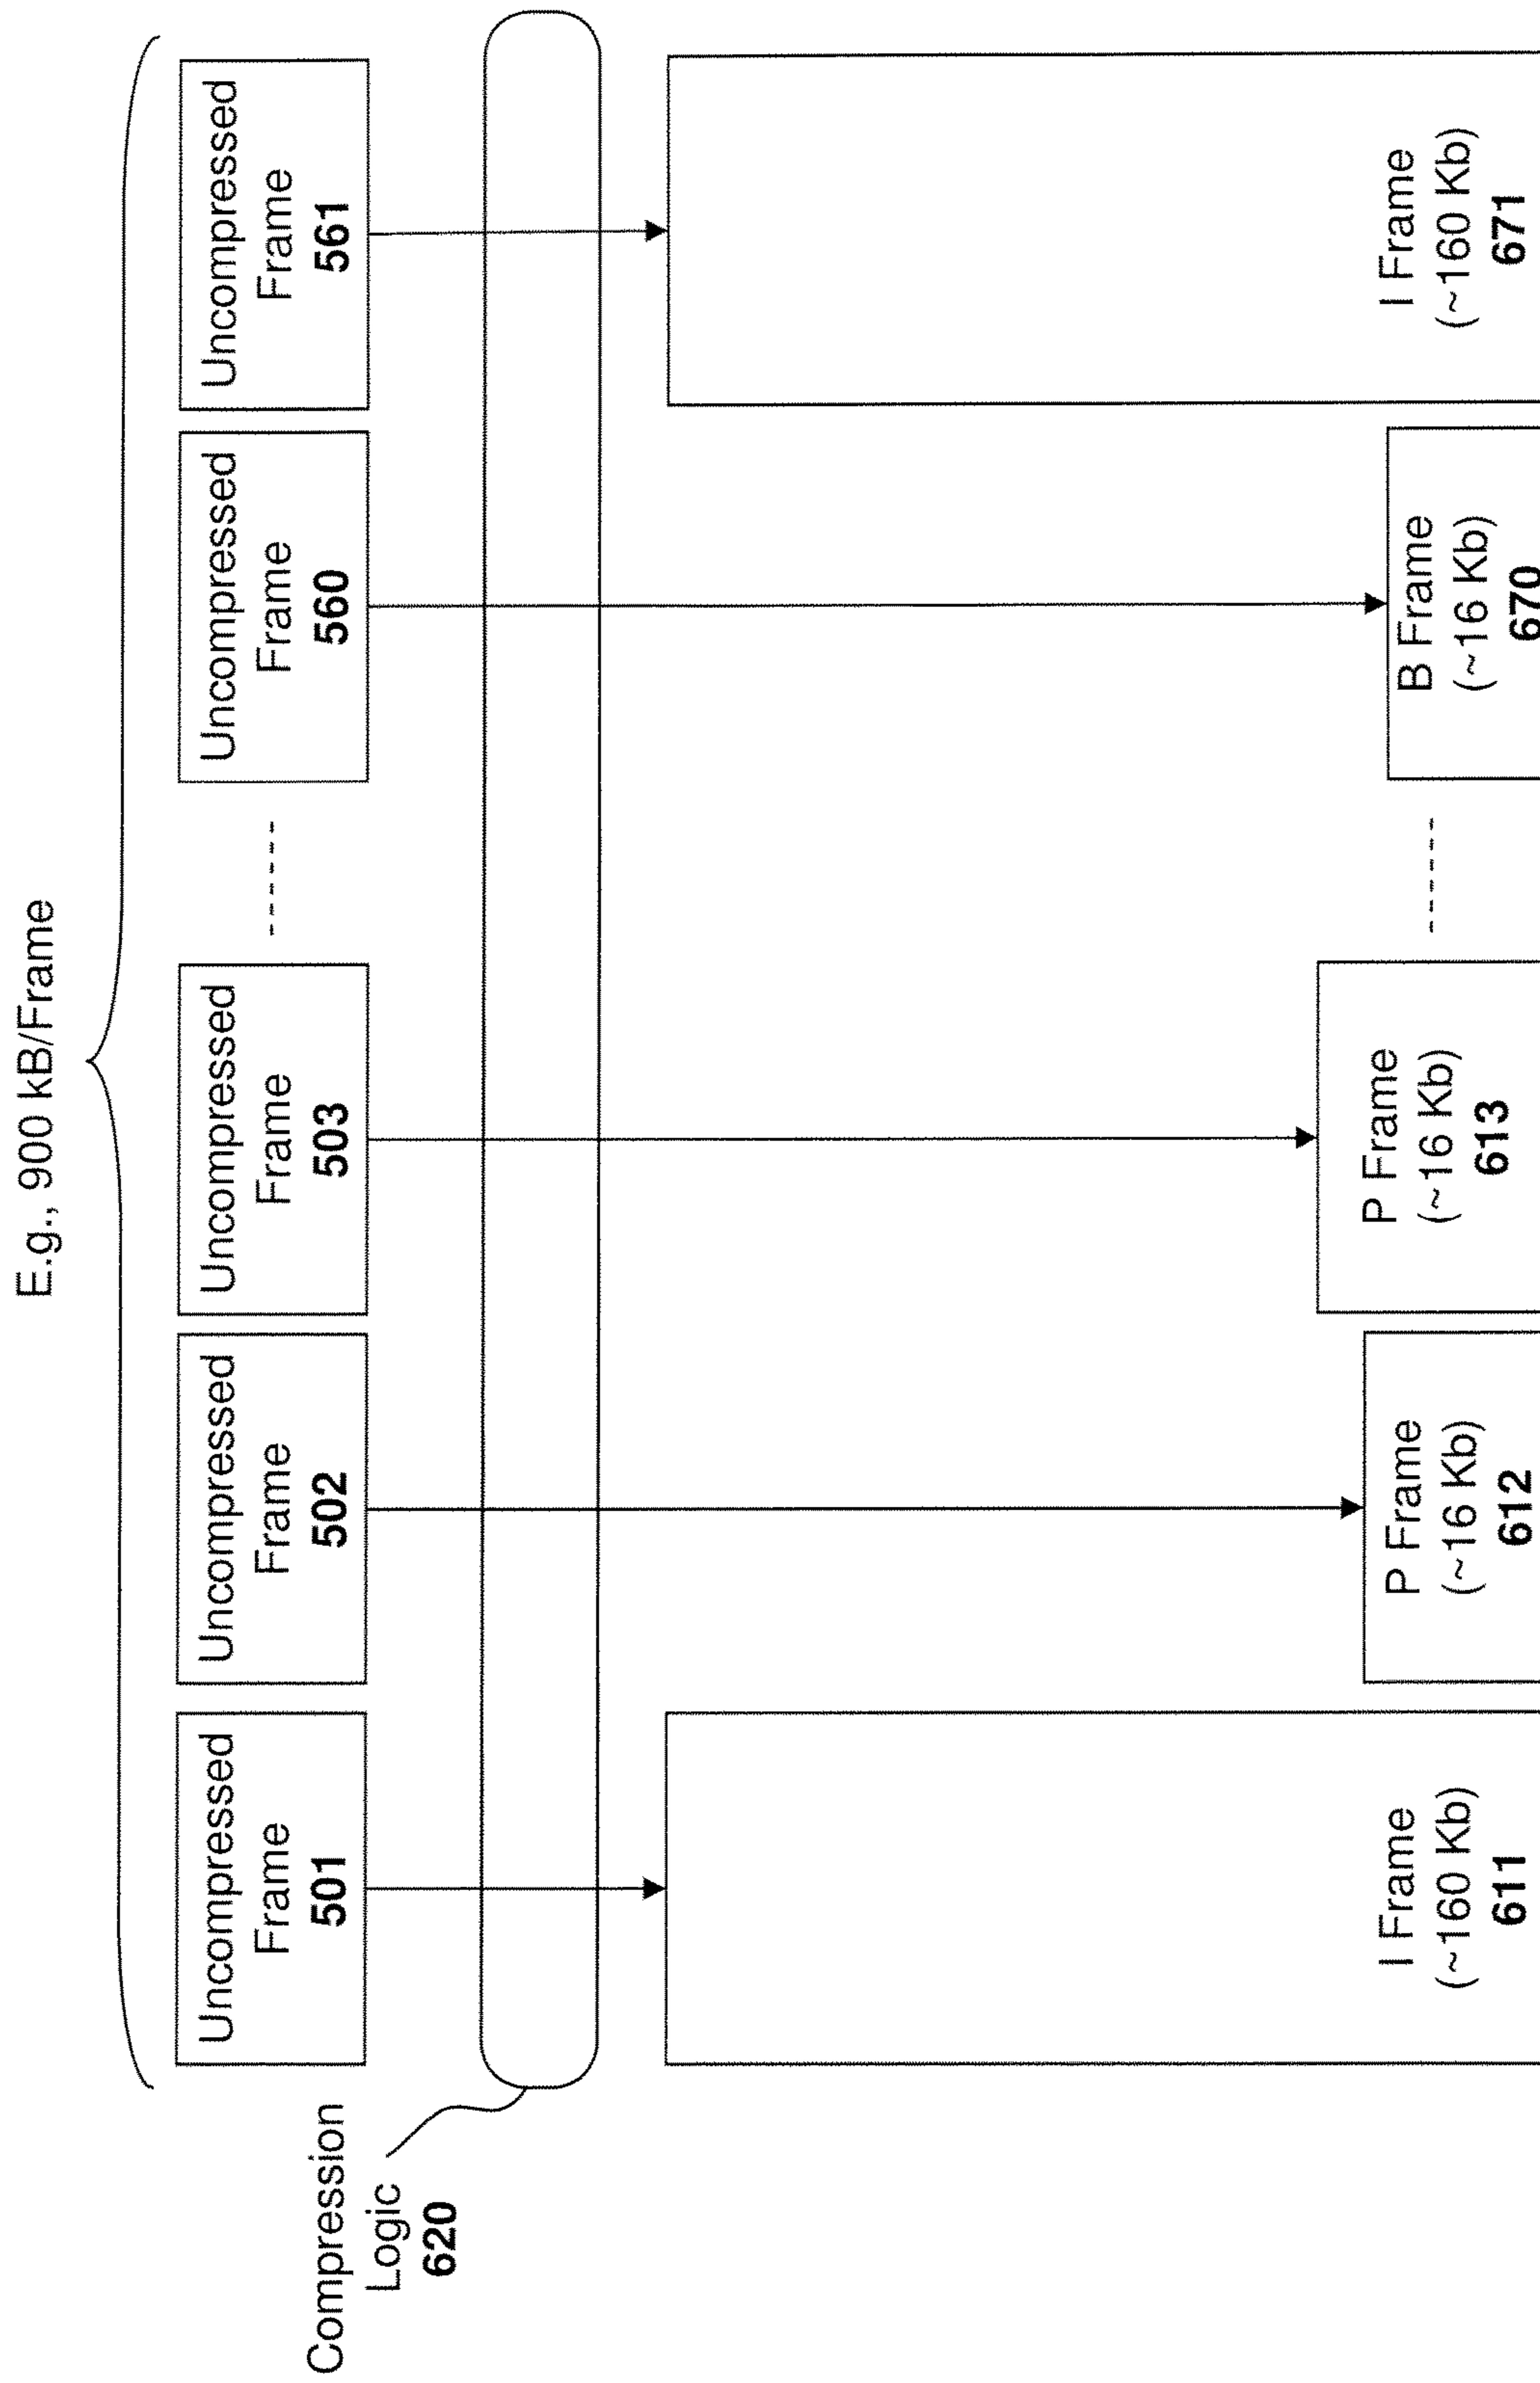 E.g., 900 kB/Frame
Uncompressed
Frame
501
Uncompressed
Frame
502
Uncompressed
Frame
503
Uncompressed
Frame
560
Uncompressed
Frame
561
Compression
Logic
620
I Frame
(~160 Kb)
611
P Frame
(~16 Kb)
612
P Frame
(~16 Kb)
613
B Frame
(~16 Kb)
670
I Frame
(~160 Kb)
671